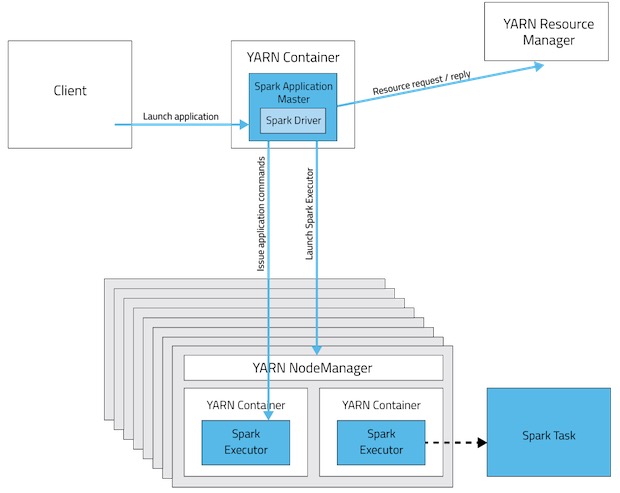 Client
YARN Container
Spark Application
Master
Spark Driver
YARN Resource
Manager
Launch application
Resource request / reply
Issue application commands
Launch Spark Executor
YARN NodeManager
YARN Container
Spark
Executor
YARN Container
Spark
Executor
Spark Task